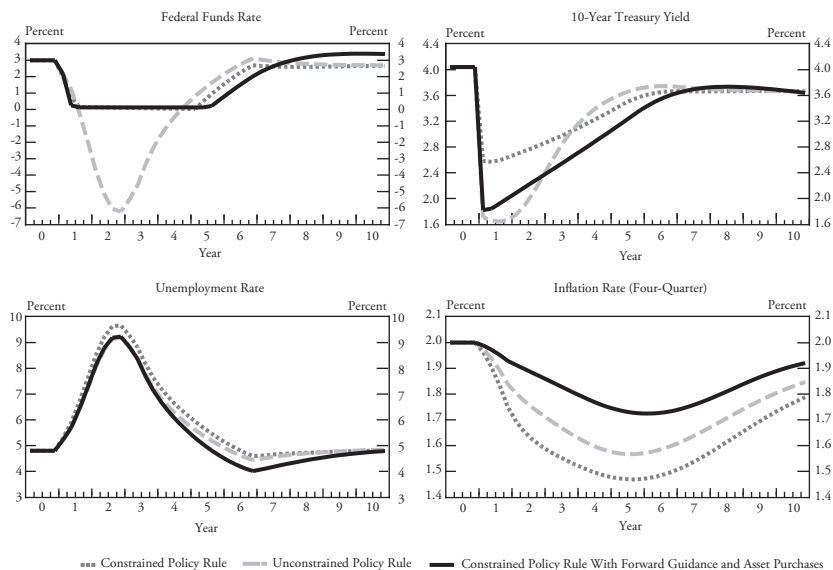 Federal Funds Rate
Percent Percent
4 4
3 3
2 2
1 1
0 0
-1 -1
-2 -2
-3 -3
-4 -4
-5 -5
-6 -6
-7 -7
0 1 2 3 4 5 6 7 8 9 10
Year
10-Year Treasury Yield
Percent Percent
4.4 4.4
4.0 4.0
3.6 3.6
3.2 3.2
2.8 2.8
2.4 2.4
2.0 2.0
1.6 1.6
0 1 2 3 4 5 6 7 8 9 10
Year
Unemployment Rate
Percent Percent
10 10
9 9
8 8
7 7
6 6
5 5
4 4
3 3
0 1 2 3 4 5 6 7 8 9 10
Year
Inflation Rate (Four-Quarter)
Percent Percent
2.1 2.1
2.0 2.0
1.9 1.9
1.8 1.8
1.7 1.7
1.6 1.6
1.5 1.5
1.4 1.4
0 1 2 3 4 5 6 7 8 9 10
Year
Constrained Policy Rule Unconstrained Policy Rule Constrained Policy Rule With Forward Guidance and Asset Purchases